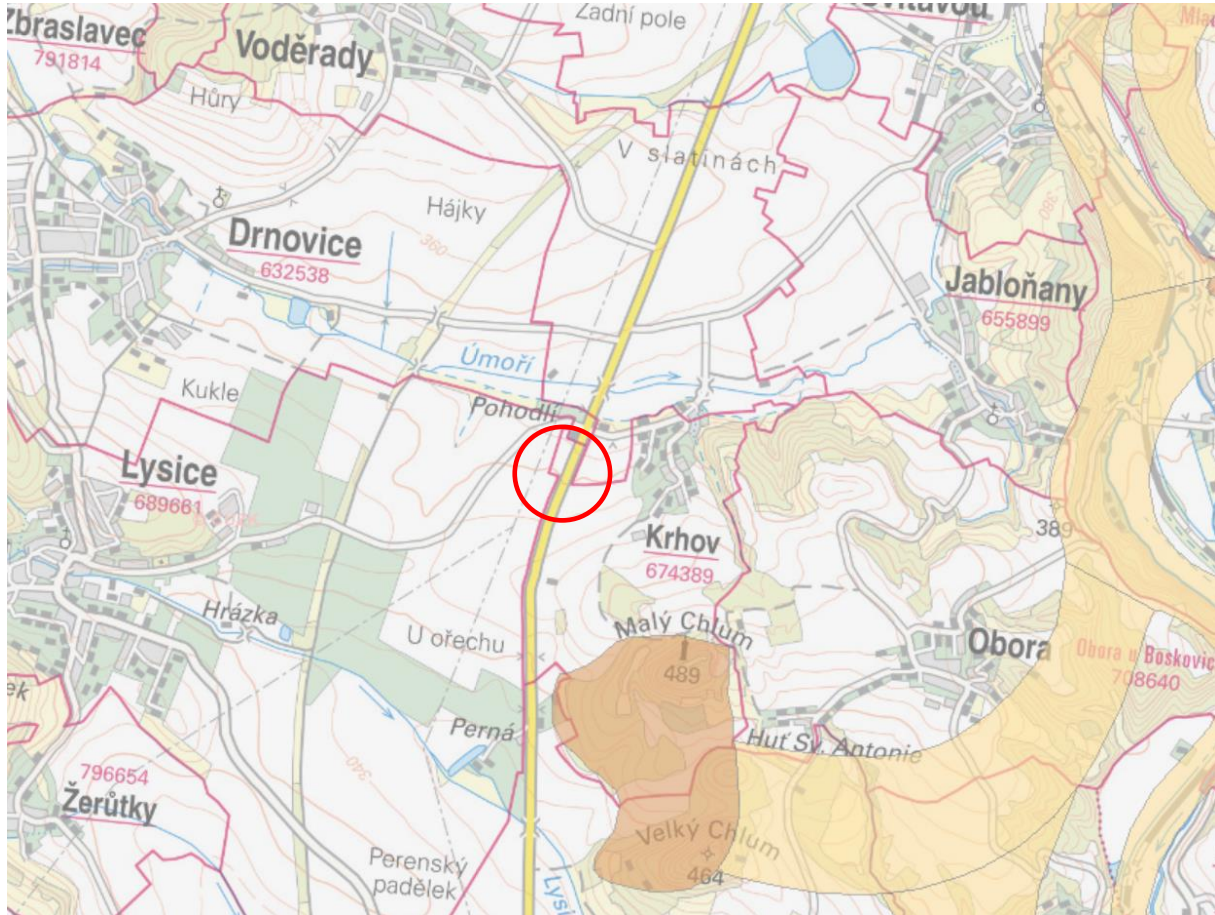 Zbraslavec
791814
Voděrady
Zadní pole
Hůry
V slatinách
Hájky
360
380
Drnovice
632538
Jabloňany
655899
Úmoří
Kukle
Pohodlí
Lysice
689661
389
Krhov
674389
Hrázka
Malý Chlum
489
U ořechu
Obora
Obora u Boskovic
708640
Perná
Huť Sv. Antonie
340
796654
Žerůtky
Velký Chlum
464
Perenský
padělek